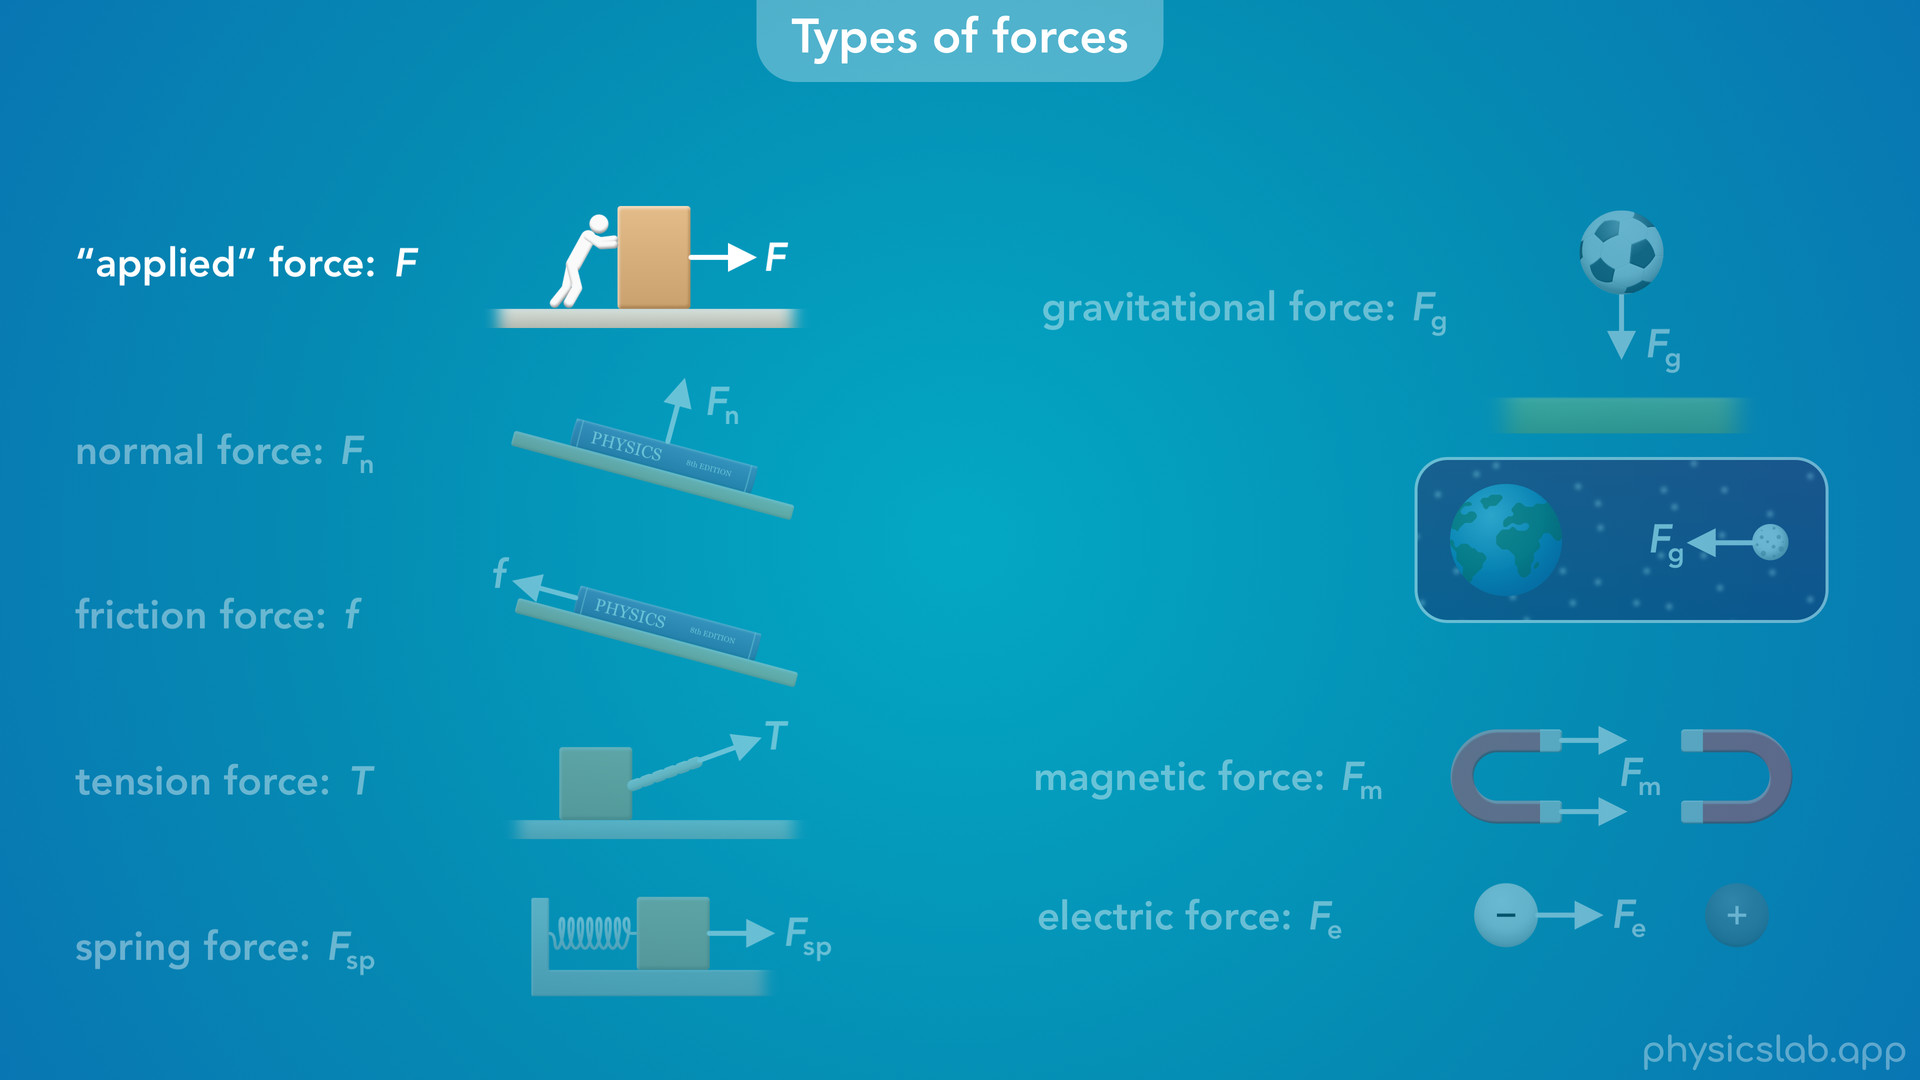 Types of forces
“applied” force: F
F
normal force: Fn
Fn
PHYSICS 8th EDITION
friction force: f
f
PHYSICS 8th EDITION
tension force: T
T
spring force: Fsp
Fsp
gravitational force: Fg
Fg
Fg
magnetic force: Fm
Fm
electric force: Fe
− Fe +
physicslab.app